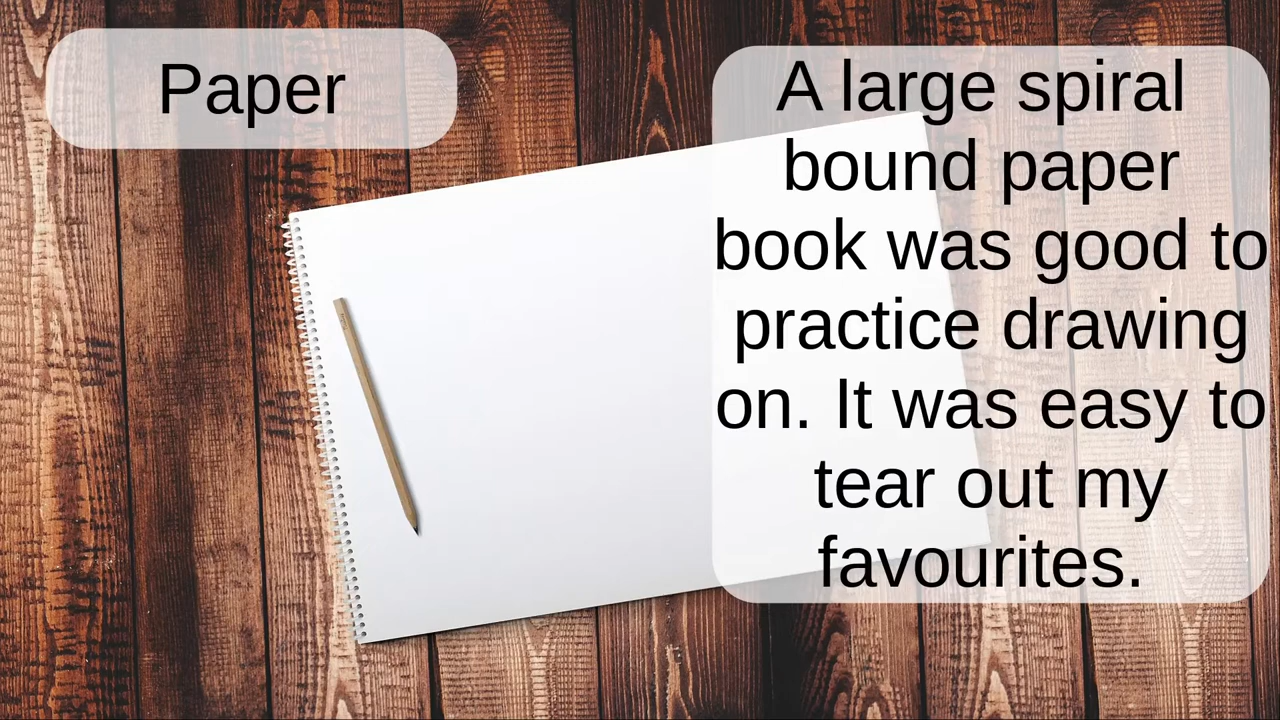 Paper
A large spiral
bound paper
book was good to
practice drawing
on. It was easy to
tear out my
favourites.